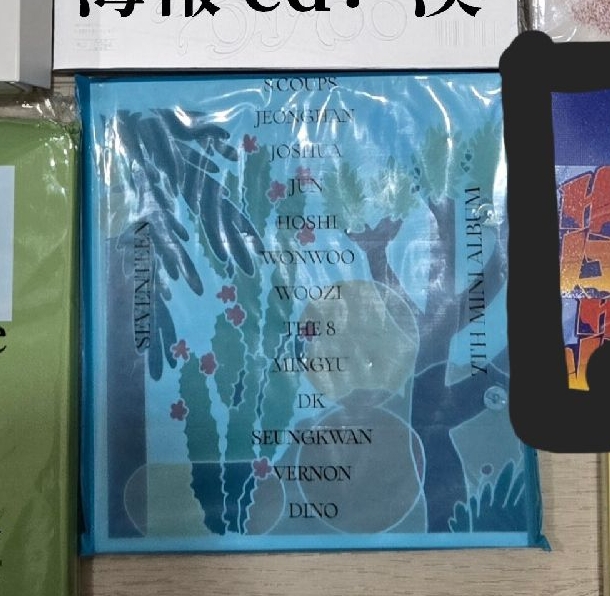 S.COUPS
JEONGHAN
JOSHUA
JUN
HOSHI
WONWOO
WOOZI
THE 8
MINGYU
DK
SEUNGKWAN
VERNON
DINO
SEVENTEEN
7TH MINI ALBUM